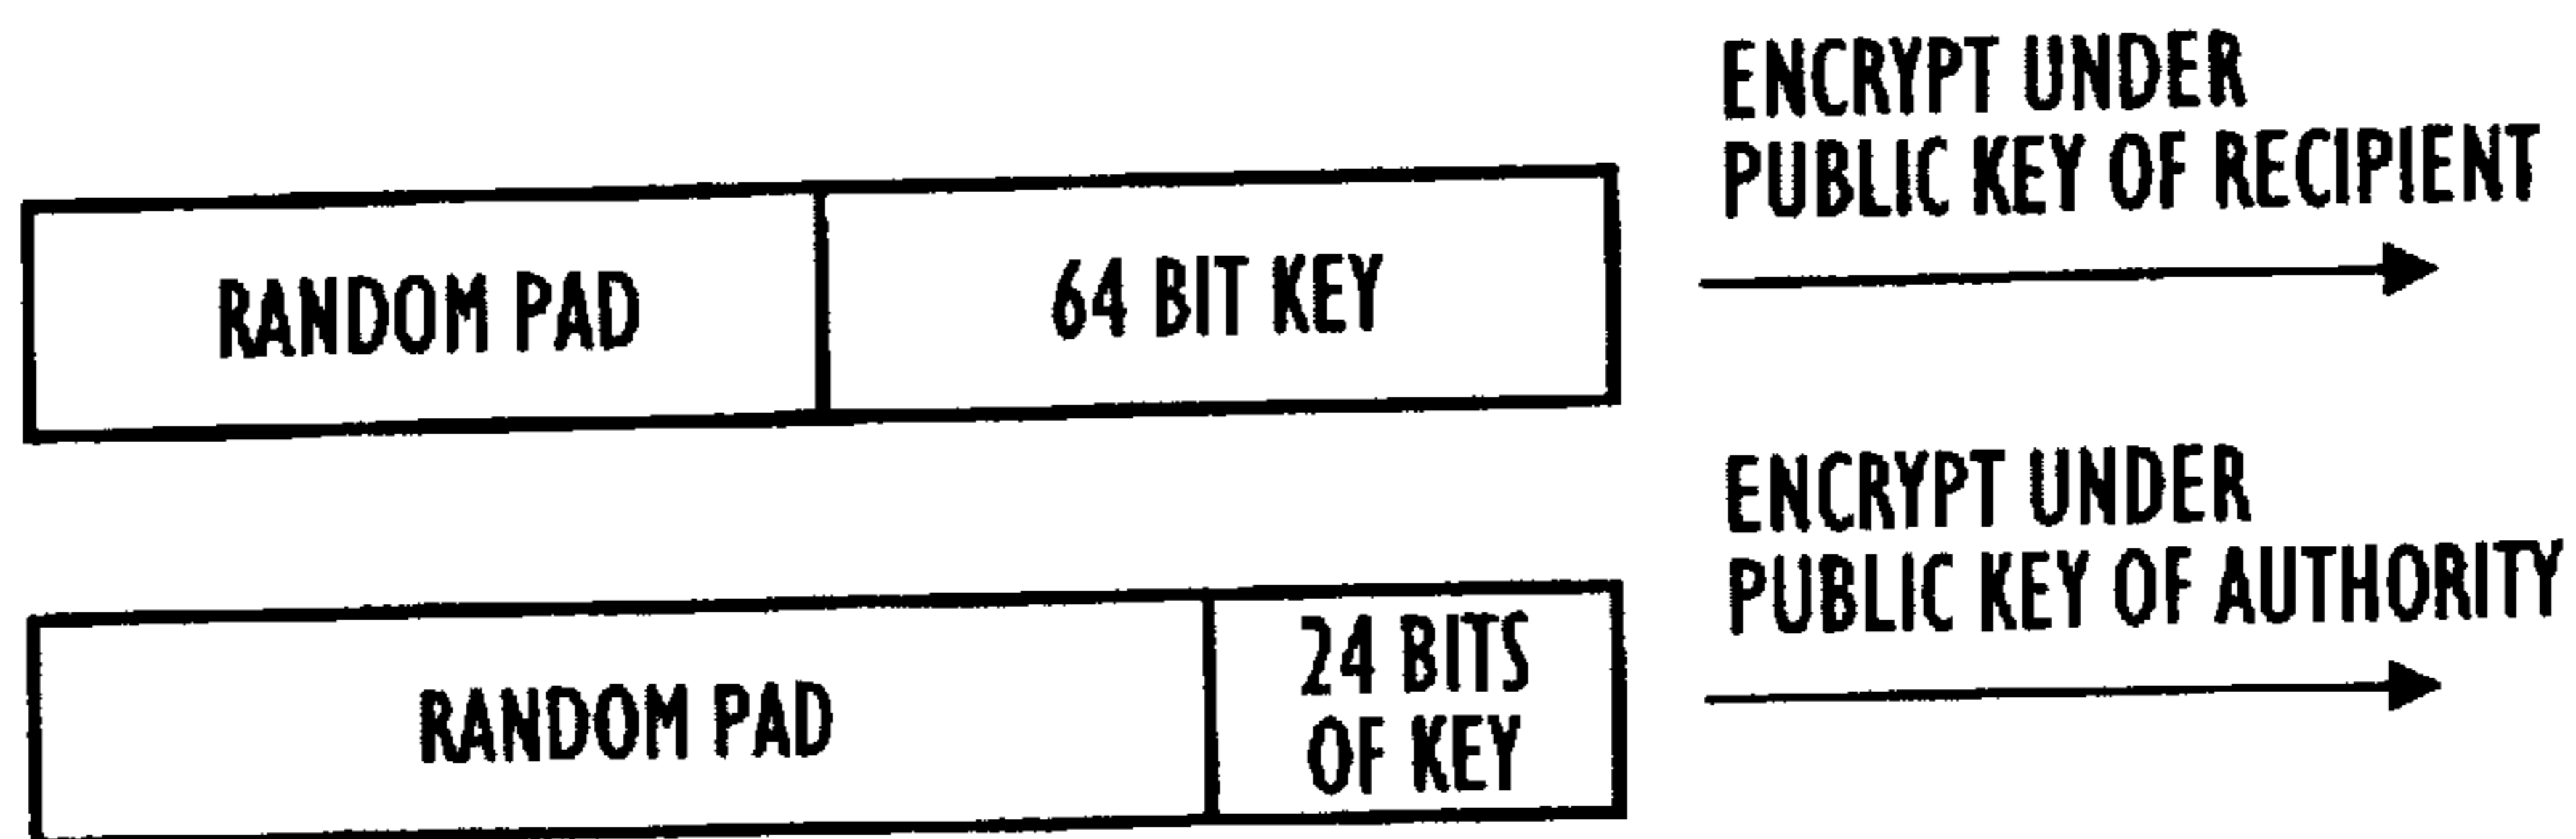 ENCRYPT UNDER
PUBLIC KEY OF RECIPIENT
RANDOM PAD
64 BIT KEY
ENCRYPT UNDER
PUBLIC KEY OF AUTHORITY
RANDOM PAD
24 BITS
OF KEY